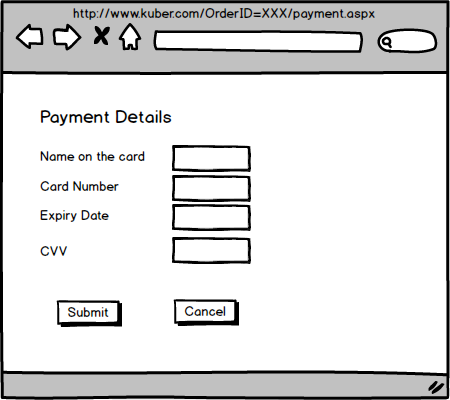 http://www.kuber.com/OrderID=XXX/payment.aspx
Payment Details
Name on the card
Card Number
Expiry Date
CVV
Submit Cancel